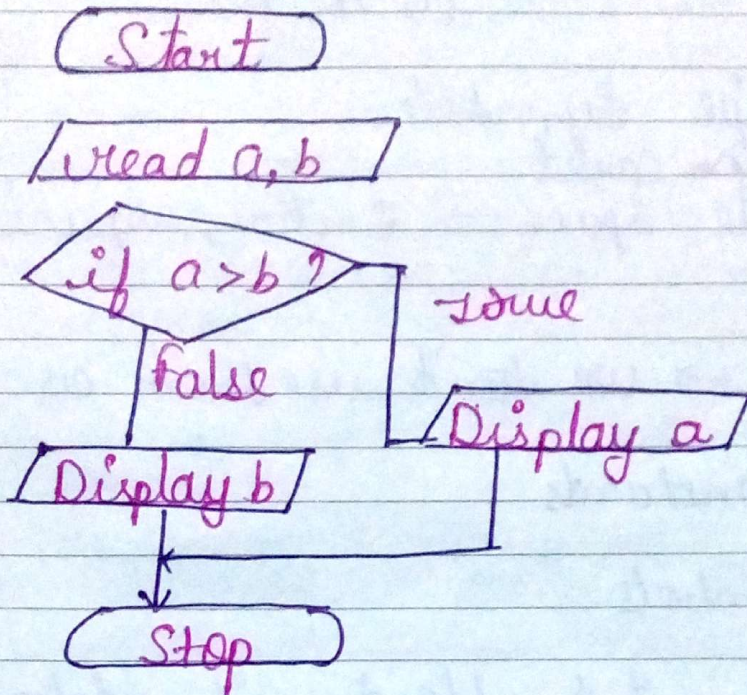 Start
read a, b
if a > b ?
True
False
Display a
Display b
Stop